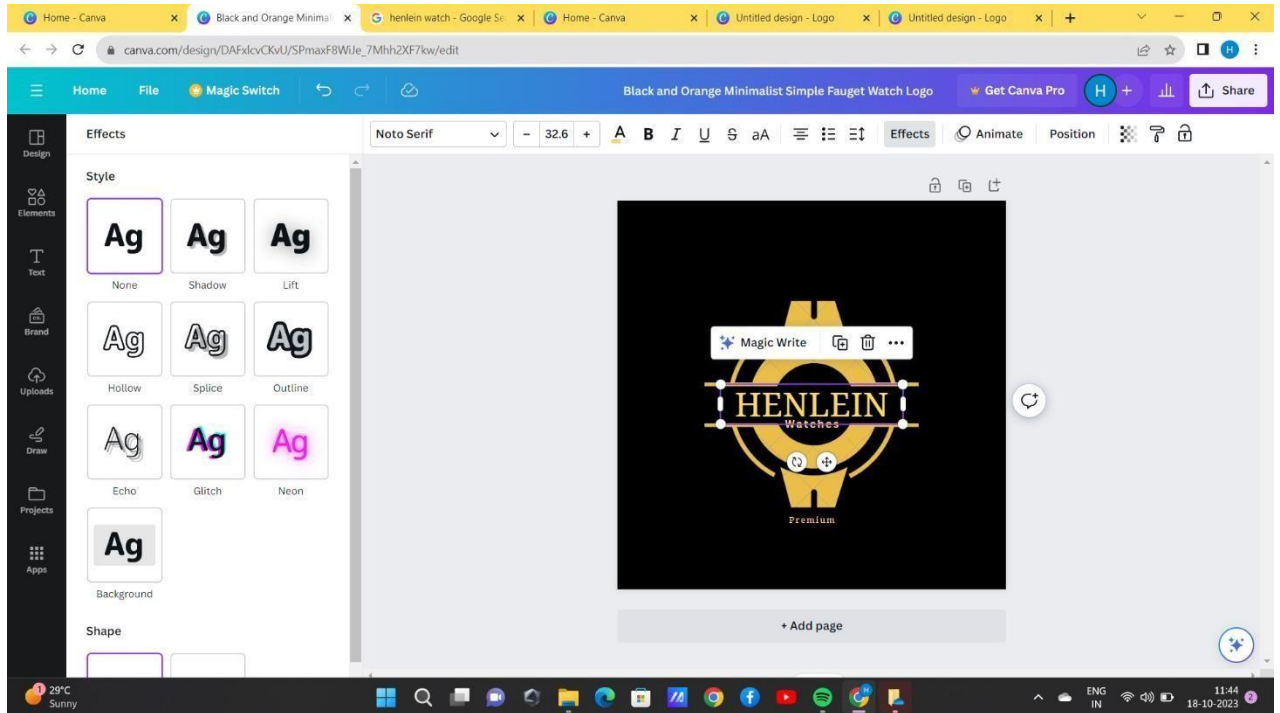 Home - Canva
Black and Orange Minimal
henlein watch - Google Se
Home - Canva
Untitled design - Logo
Untitled design - Logo
canva.com/design/DAFxlcvCKvU/SPmaxF8WiJe_7Mhh2XF7kw/edit
H
Home File Magic Switch
Black and Orange Minimalist Simple Fauget Watch Logo
Get Canva Pro
H
Share
Effects
Noto Serif
- 32.6 +
A B I U S aA
Effects Animate Position
Design
Elements
Text
Brand
Uploads
Draw
Projects
Apps
Style
Ag Ag Ag
None Shadow Lift
Ag Ag Ag
Hollow Splice Outline
Ag Ag Ag
Echo Glitch Neon
Ag
Background
Shape
Magic Write
HENLEIN
Watches
Premium
+ Add page
1
29°C
Sunny
ENG
IN
11:44
18-10-2023
2